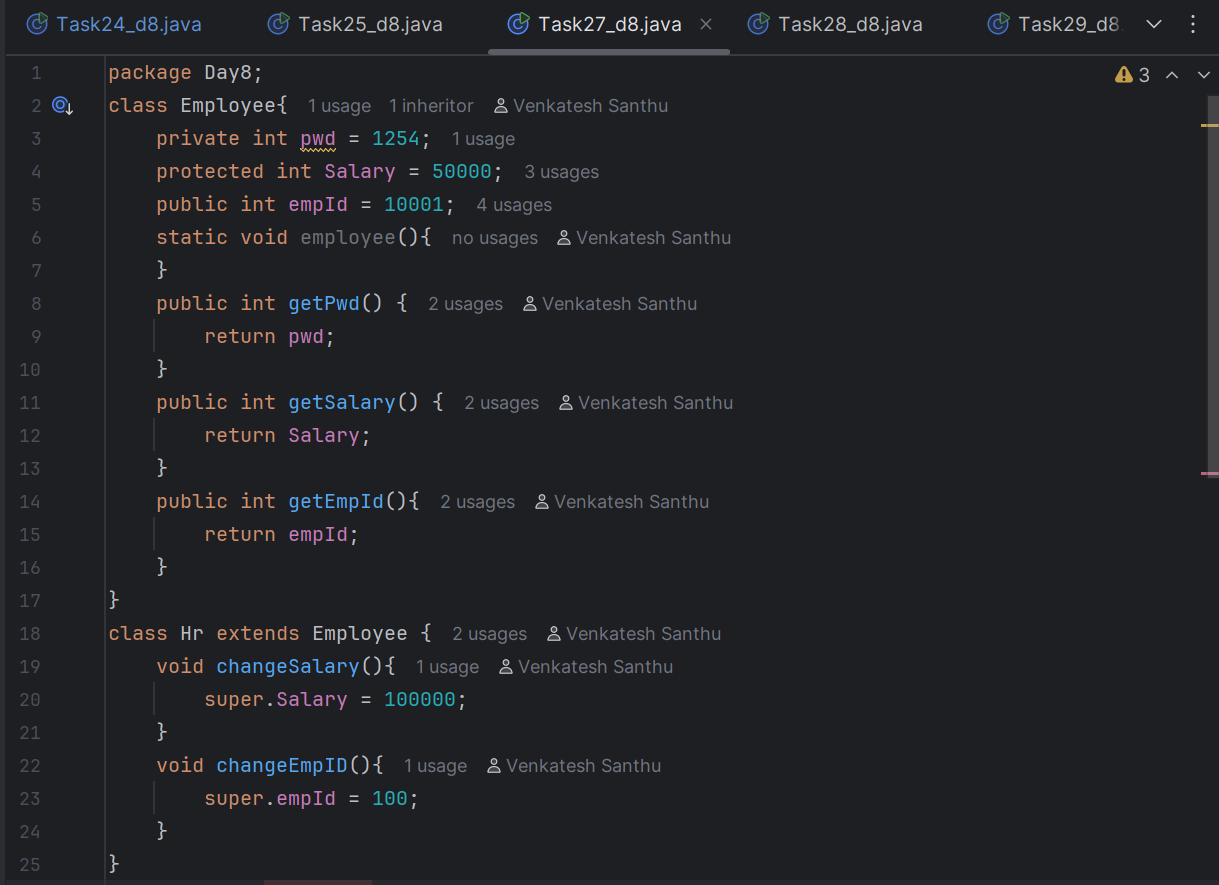 Task24_d8.java Task25_d8.java Task27_d8.java Task28_d8.java Task29_d8.
1 package Day8; 3
2 class Employee{ 1 usage 1 inheritor Venkatesh Santhu
3 private int pwd = 1254; 1 usage
4 protected int Salary = 50000; 3 usages
5 public int empId = 10001; 4 usages
6 static void employee(){ no usages Venkatesh Santhu
7 }
8 public int getPwd() { 2 usages Venkatesh Santhu
9 return pwd;
10 }
11 public int getSalary() { 2 usages Venkatesh Santhu
12 return Salary;
13 }
14 public int getEmpId(){ 2 usages Venkatesh Santhu
15 return empId;
16 }
17 }
18 class Hr extends Employee { 2 usages Venkatesh Santhu
19 void changeSalary(){ 1 usage Venkatesh Santhu
20 super.Salary = 100000;
21 }
22 void changeEmpID(){ 1 usage Venkatesh Santhu
23 super.empId = 100;
24 }
25 }